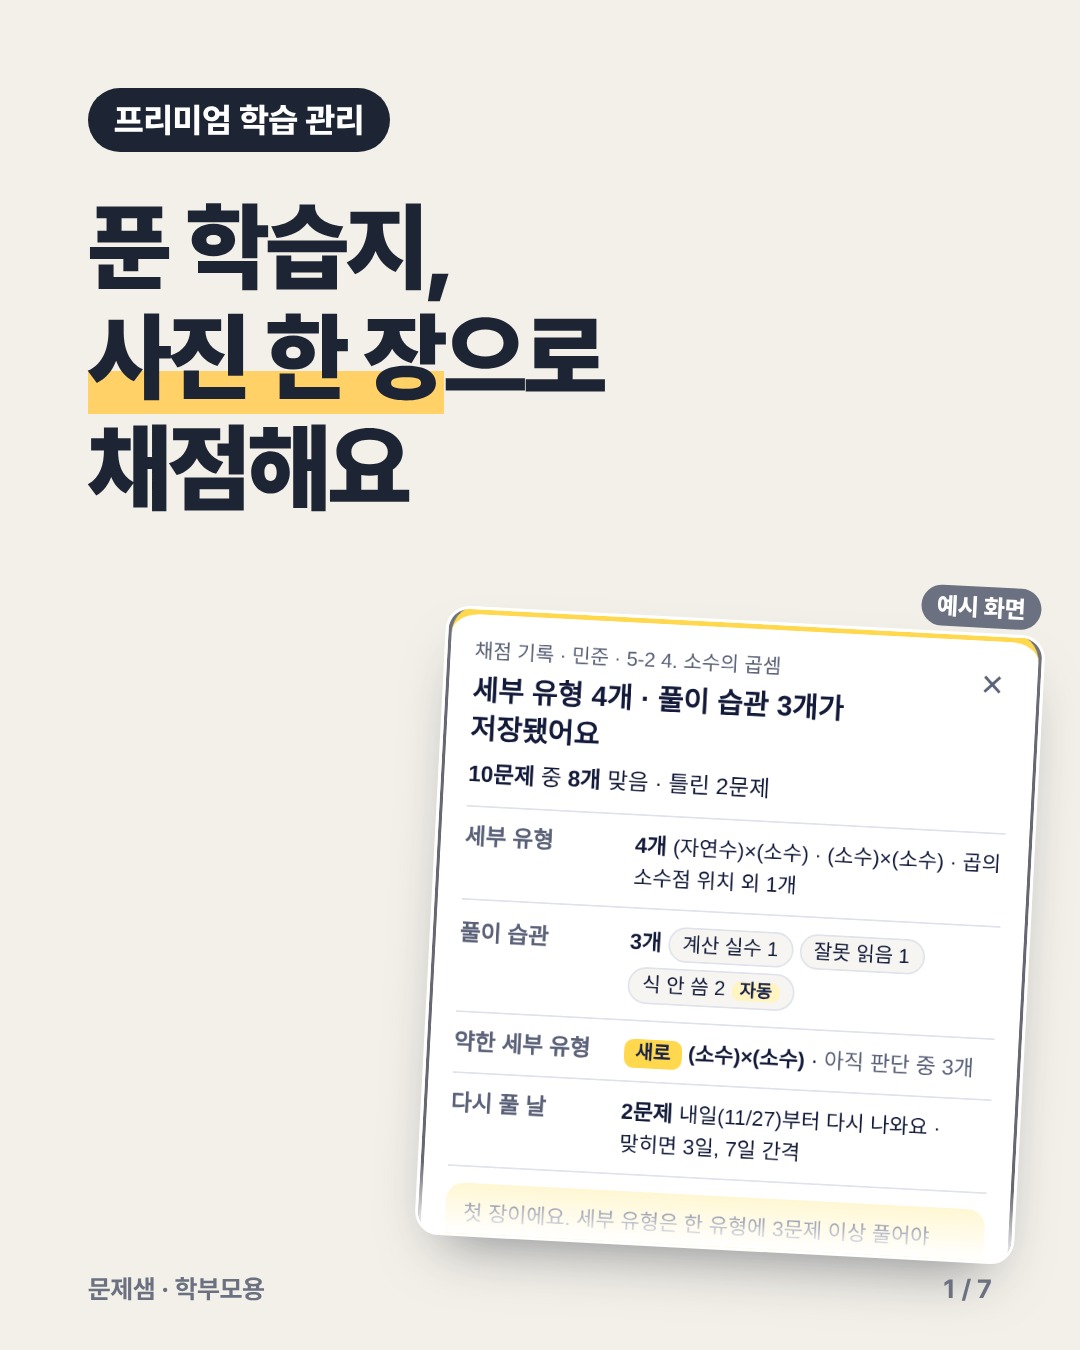 프리미엄 학습 관리
푼 학습지,
사진 한 장으로
채점해요
예시 화면
채점 기록 · 민준 · 5-2 4. 소수의 곱셈
×
세부 유형 4개 · 풀이 습관 3개가
저장됐어요
10문제 중 8개 맞음 · 틀린 2문제
세부 유형
4개 (자연수)×(소수) · (소수)×(소수) · 곱의
소수점 위치 외 1개
풀이 습관
3개 계산 실수 1 잘못 읽음 1
식 안 씀 2 자동
약한 세부 유형
새로 (소수)×(소수) · 아직 판단 중 3개
다시 풀 날
2문제 내일(11/27)부터 다시 나와요 ·
맞히면 3일, 7일 간격
첫 장이에요. 세부 유형은 한 유형에 3문제 이상 풀어야
문제샘 · 학부모용
1 / 7